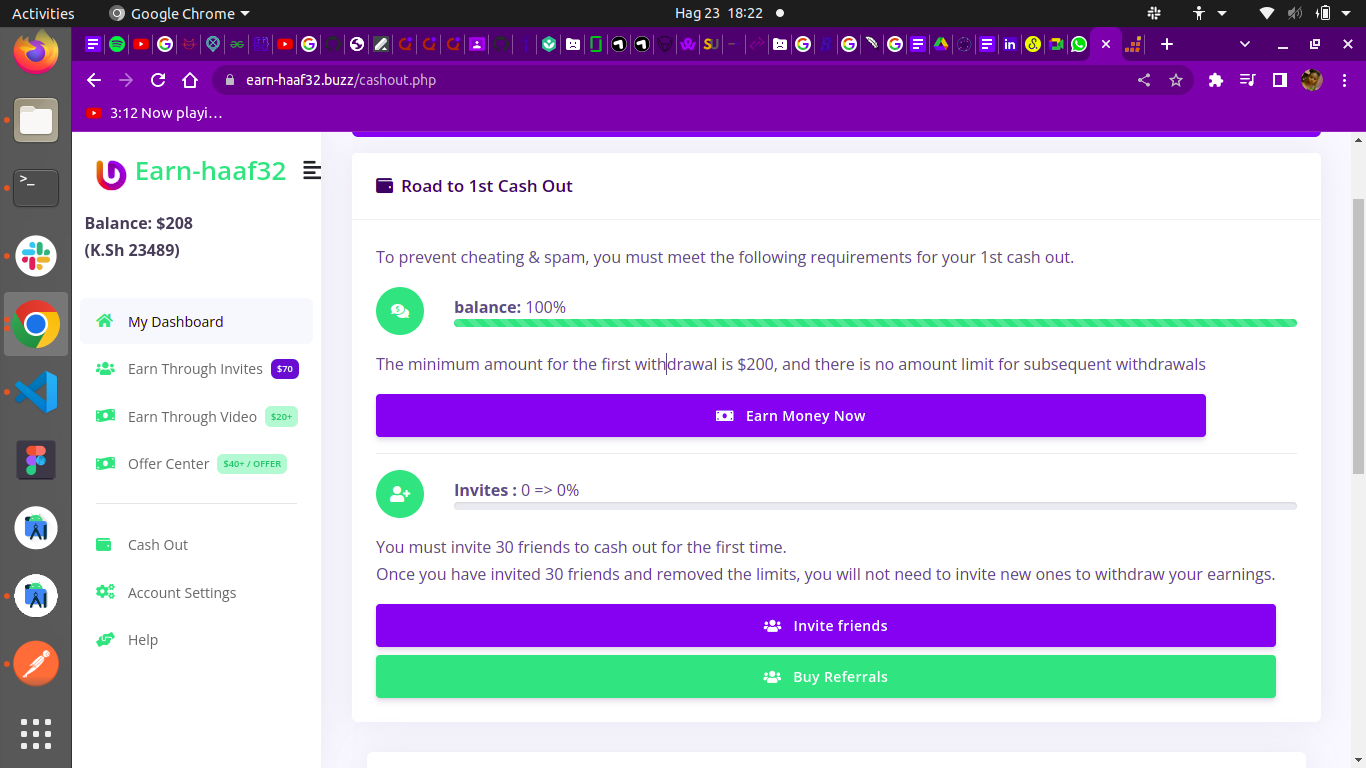 Activities
Google Chrome
Hag 23 18:22
earn-haaf32.buzz/cashout.php
3:12 Now playi…
Earn-haaf32
Balance: $208
(K.Sh 23489)
My Dashboard
Earn Through Invites $70
Earn Through Video $20+
Offer Center $40+ / OFFER
Cash Out
Account Settings
Help
Road to 1st Cash Out
To prevent cheating & spam, you must meet the following requirements for your 1st cash out.
balance: 100%
The minimum amount for the first withdrawal is $200, and there is no amount limit for subsequent withdrawals
Earn Money Now
Invites : 0 => 0%
You must invite 30 friends to cash out for the first time.
Once you have invited 30 friends and removed the limits, you will not need to invite new ones to withdraw your earnings.
Invite friends
Buy Referrals